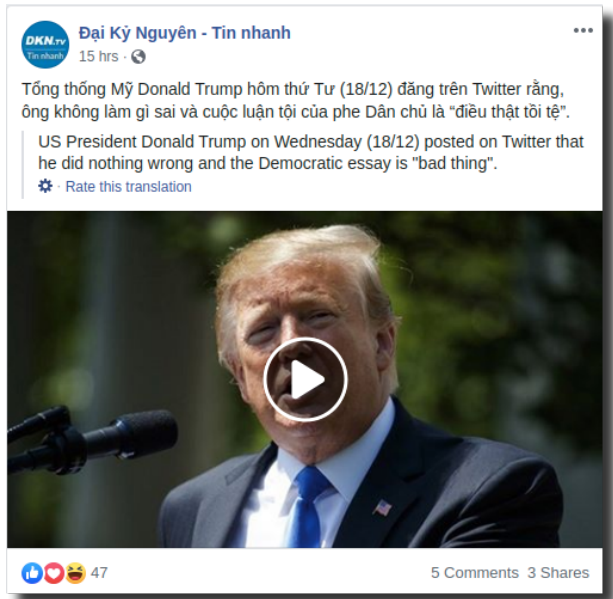 DKN.TV
Tin nhanh
Đại Kỷ Nguyên - Tin nhanh
15 hrs ·
Tổng thống Mỹ Donald Trump hôm thứ Tư (18/12) đăng trên Twitter rằng,
ông không làm gì sai và cuộc luận tội của phe Dân chủ là “điều thật tồi tệ”.
US President Donald Trump on Wednesday (18/12) posted on Twitter that
he did nothing wrong and the Democratic essay is "bad thing".
· Rate this translation
47
5 Comments 3 Shares